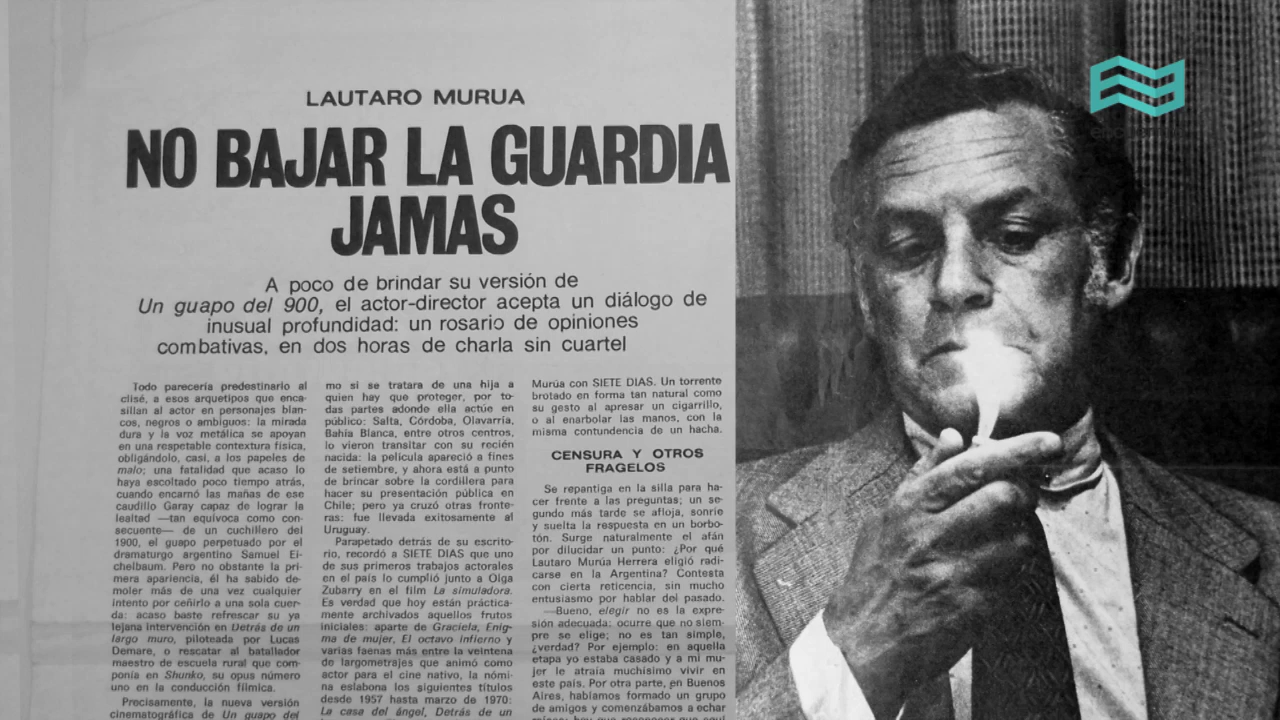 LAUTARO MURUA
NO BAJAR LA GUARDIA
JAMAS
A poco de brindar su versión de
Un guapo del 900, el actor-director acepta un diálogo de
inusual profundidad: un rosario de opiniones
combativas, en dos horas de charla sin cuartel
Todo parecería predestinarlo al
clisé, a esos arquetipos que enca-
sillan al actor en personajes blan-
cos, negros o ambiguos: la mirada
dura y la voz metálica se apoyan
en una respetable contextura física,
obligándolo, casi, a los papeles de
malo; una fatalidad que acaso lo
haya escoltado poco tiempo atrás,
cuando encarnó las mañas de ese
caudillo Garay capaz de lograr la
lealtad —tan equívoca como con-
secuente— de un cuchillero del
1900, el guapo perpetuado por el
dramaturgo argentino Samuel Ei-
chelbaum. Pero no obstante la pri-
mera apariencia, él ha sabido de-
moler más de una vez cualquier
intento por ceñirlo a una sola cuer-
da: acaso baste refrescar su ya
lejana intervención en Detrás de un
largo muro, piloteada por Lucas
Demare, o rescatar al batallador
maestro de escuela rural que com-
ponía en Shunko, su opus número
uno en la conducción fílmica.
Precisamente, la nueva versión
cinematográfica de Un guapo del
mo si se tratara de una hija a
quien hay que proteger, por to-
das partes adonde ella actúe en
público: Salta, Córdoba, Olavarría,
Bahía Blanca, entre otros centros,
lo vieron transitar con su recién
nacida: la película apareció a fines
de setiembre, y ahora está a punto
de brincar sobre la cordillera para
hacer su presentación pública en
Chile; pero ya cruzó otras fronte-
ras: fue llevada exitosamente al
Uruguay.
Parapetado detrás de su escrito-
rio, recordó a SIETE DIAS que uno
de sus primeros trabajos actorales
en el país lo cumplió junto a Olga
Zubarry en el film La simuladora.
Es verdad que hoy están práctica-
mente archivados aquellos frutos
iniciales: aparte de Graciela, Enig-
ma de mujer, El octavo infierno y
varias faenas más entre la veintena
de largometrajes que animó como
actor para el cine nativo, la nómi-
na eslabona los siguientes títulos
desde 1957 hasta marzo de 1970:
La casa del ángel, Detrás de un
Murúa con SIETE DIAS. Un torrente
brotado en forma tan natural como
su gesto al apresar un cigarrillo,
o al enarbolar las manos, con la
misma contundencia de un hacha.
CENSURA Y OTROS
FRAGELOS
Se repantiga en la silla para ha-
cer frente a las preguntas; un se-
gundo más tarde se afloja, sonríe
y suelta la respuesta en un borbo-
tón. Surge naturalmente el afán
por dilucidar un punto: ¿Por qué
Lautaro Murúa Herrera eligió radi-
carse en la Argentina? Contesta
con cierta reticencia, sin mucho
entusiasmo por hablar del pasado.
—Bueno, elegir no es la expre-
sión adecuada: ocurre que no siem-
pre se elige; no es tan simple,
¿verdad? Por ejemplo: en aquella
etapa yo estaba casado y a mi mu-
jer le atraía muchísimo vivir en
este país. Por otra parte, en Buenos
Aires, habíamos formado un grupo
de amigos y comenzábamos a echar